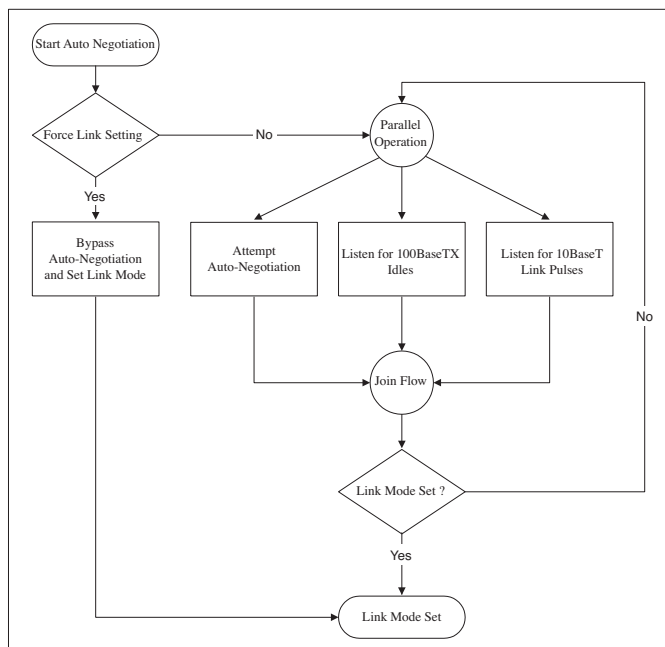 Start Auto Negotiation
Force Link Setting
No
Parallel
Operation
Yes
Bypass
Auto-Negotiation
and Set Link Mode
Attempt
Auto-Negotiation
Listen for 100BaseTX
Idles
Listen for 10BaseT
Link Pulses
No
Join Flow
Link Mode Set ?
Yes
Link Mode Set